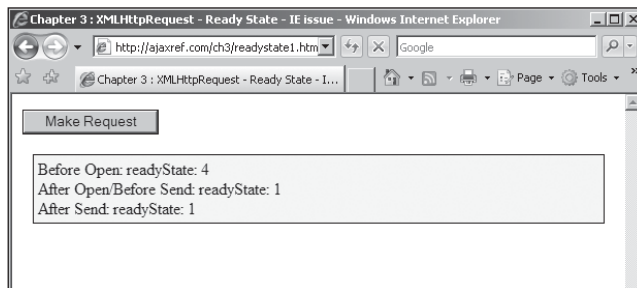 Chapter 3 : XMLHttpRequest - Ready State - IE issue - Windows Internet Explorer
http://ajaxref.com/ch3/readystate1.htm
Google
Chapter 3 : XMLHttpRequest - Ready State - I...
Page
Tools
Make Request
Before Open: readyState: 4
After Open/Before Send: readyState: 1
After Send: readyState: 1